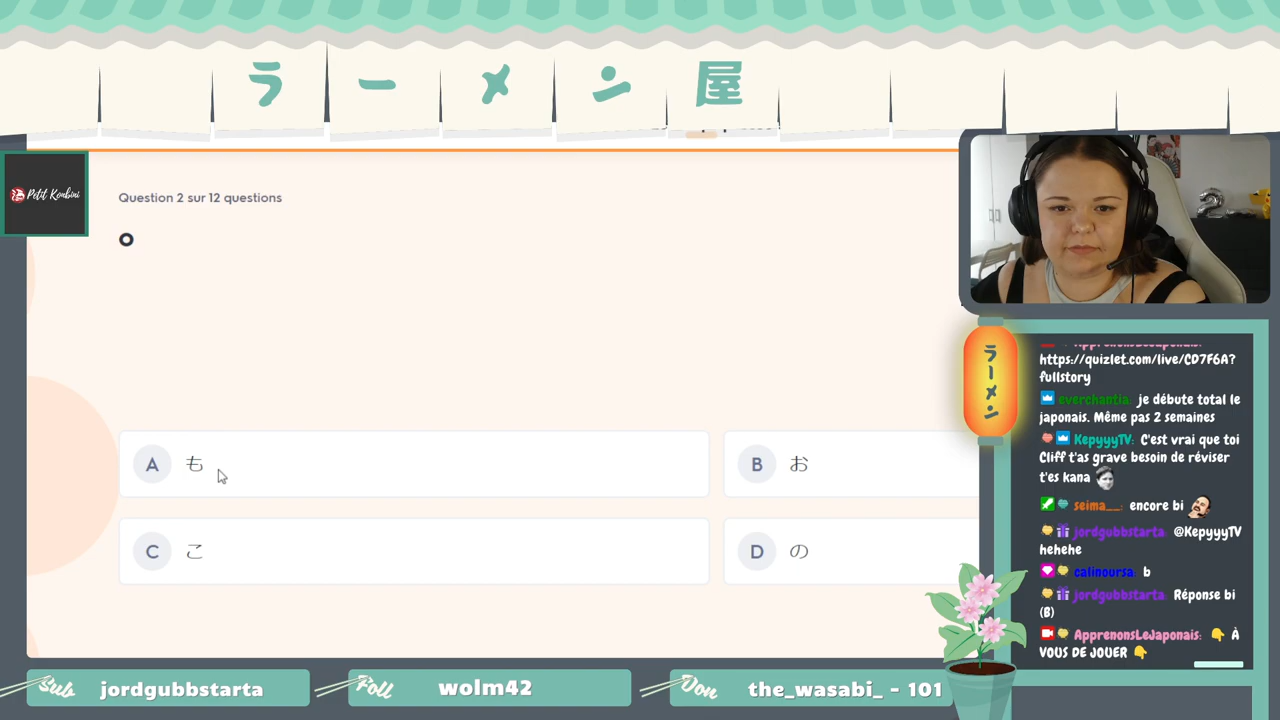 ラーメン屋
Petit Konbini
Question 2 sur 12 questions
o
A も
B お
C こ
D の
ラーメン
ApprenonsLeJaponais:
https://quizlet.com/live/CD7F6A?
fullstory
everchantia: je débute total le
japonais. Même pas 2 semaines
KepyyyTV: C'est vrai que toi
Cliff t'as grave besoin de réviser
t'es kana
seima__: encore bi
jordgubbstarta: @KepyyyTV
hehehe
calinoursa: b
jordgubbstarta: Réponse bi
(B)
ApprenonsLeJaponais: 👇 À
VOUS DE JOUER 👇
Sub jordgubbstarta
Foll wolm42
Don the_wasabi_ - 101